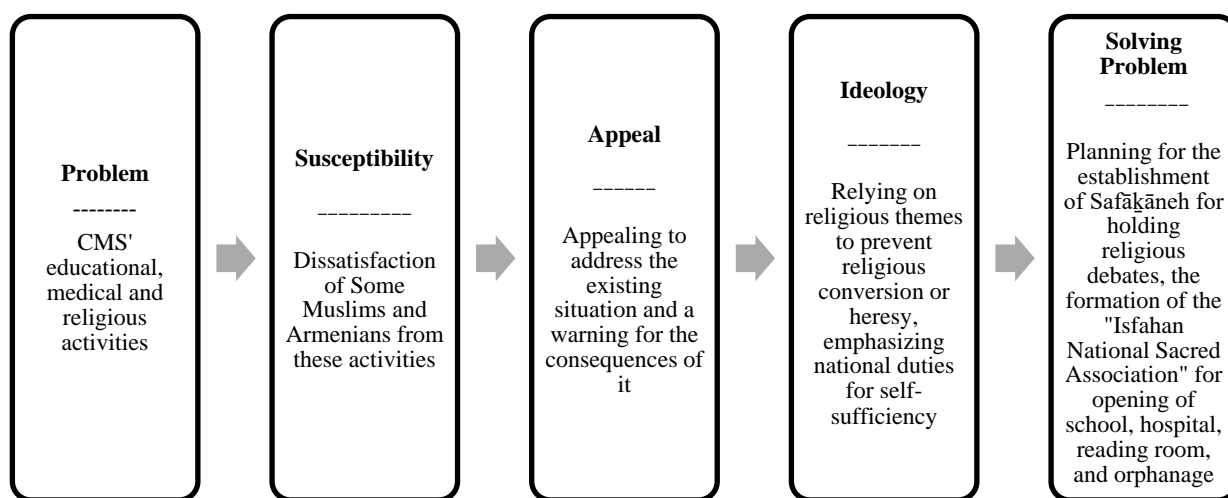 Problem
--------
CMS'
educational,
medical and
religious
activities
Susceptibility
_________
Dissatisfaction
of Some
Muslims and
Armenians from
these activities
Appeal
______
Appealing to
address the
existing
situation and a
warning for the
consequences of
it
Ideology
_______
Relying on
religious themes
to prevent
religious
conversion or
heresy,
emphasizing
national duties
for self-
sufficiency
Solving
Problem
________
Planning for the
establishment
of Safāḵāneh for
holding
religious
debates, the
formation of the
"Isfahan
National Sacred
Association" for
opening of
school, hospital,
reading room,
and orphanage